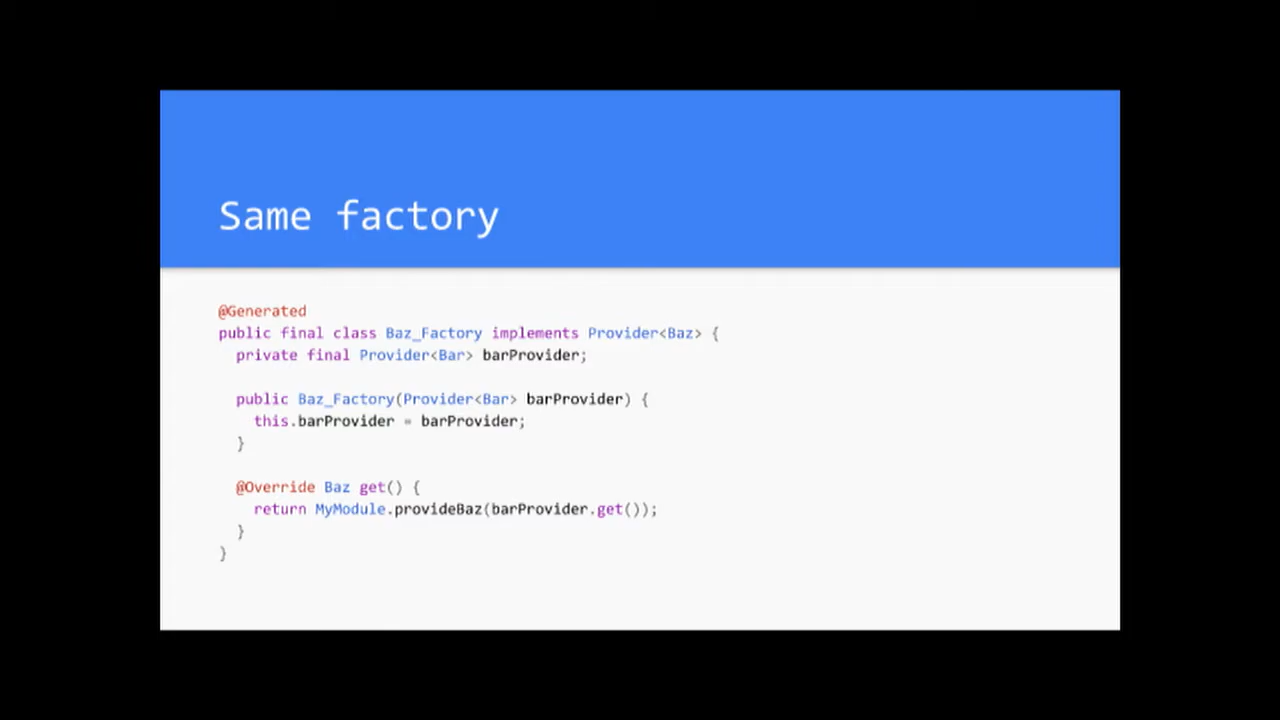 Same factory
@Generated
public final class Baz_Factory implements Provider<Baz> {
  private final Provider<Bar> barProvider;
  public Baz_Factory(Provider<Bar> barProvider) {
    this.barProvider = barProvider;
  }
  @Override Baz get() {
    return MyModule.provideBaz(barProvider.get());
  }
}